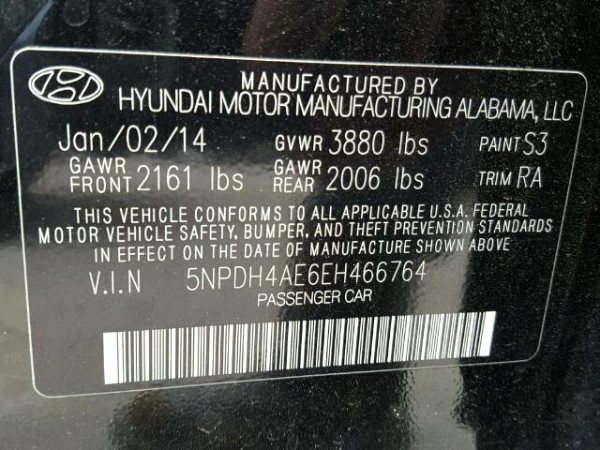 MANUFACTURED BY
HYUNDAI MOTOR MANUFACTURING ALABAMA, LLC
Jan/02/14 GVWR 3880 lbs PAINT S3
GAWR FRONT 2161 lbs GAWR REAR 2006 lbs TRIM RA
THIS VEHICLE CONFORMS TO ALL APPLICABLE U.S.A. FEDERAL
MOTOR VEHICLE SAFETY, BUMPER, AND THEFT PREVENTION STANDARDS
IN EFFECT ON THE DATE OF MANUFACTURE SHOWN ABOVE
V.I.N 5NPDH4AE6EH466764
PASSENGER CAR